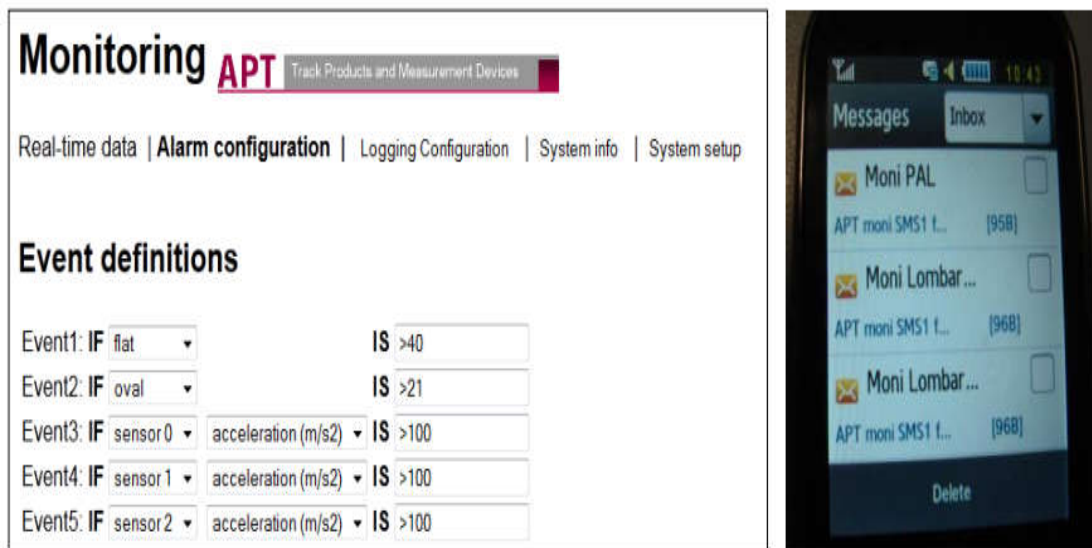 Monitoring APT Track Products and Measurement Devices
Real-time data | Alarm configuration | Logging Configuration | System info | System setup
Event definitions
Event1: IF flat IS >40
Event2: IF oval IS >21
Event3: IF sensor 0 acceleration (m/s2) IS >100
Event4: IF sensor 1 acceleration (m/s2) IS >100
Event5: IF sensor 2 acceleration (m/s2) IS >100
10:43
Messages Inbox
Moni PAL
APT moni SMS1 f... [95B]
Moni Lombar...
APT moni SMS1 f... [96B]
Moni Lombar...
APT moni SMS1 f... [96B]
Delete